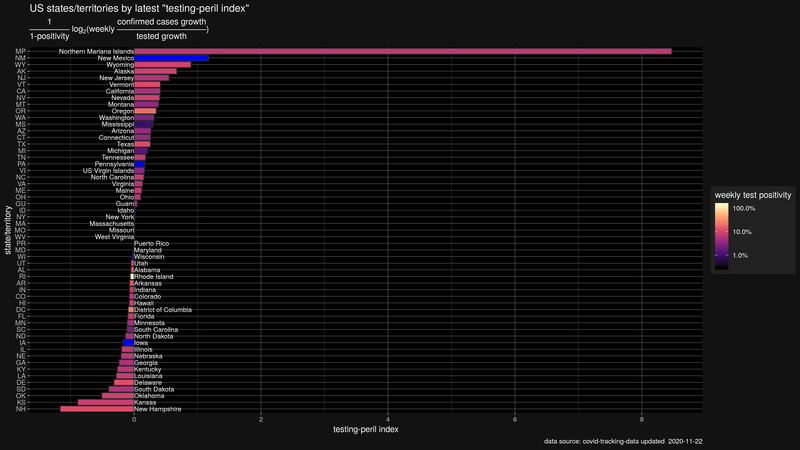 US states/territories by latest "testing-peril index"
1
1-positivity
log2(weekly
confirmed cases growth
tested growth
)
MP Northern Mariana Islands
NM New Mexico
WY Wyoming
AK Alaska
NJ New Jersey
VT Vermont
CA California
NV Nevada
MT Montana
OR Oregon
WA Washington
MS Mississippi
AZ Arizona
CT Connecticut
TX Texas
MI Michigan
TN Tennessee
PA Pennsylvania
VI US Virgin Islands
NC North Carolina
VA Virginia
ME Maine
OH Ohio
GU Guam
ID Idaho
NY New York
MA Massachusetts
MO Missouri
WV West Virginia
PR Puerto Rico
MD Maryland
WI Wisconsin
UT Utah
AL Alabama
RI Rhode Island
AR Arkansas
IN Indiana
CO Colorado
HI Hawaii
DC District of Columbia
FL Florida
MN Minnesota
SC South Carolina
ND North Dakota
IA Iowa
IL Illinois
NE Nebraska
GA Georgia
KY Kentucky
LA Louisiana
DE Delaware
SD South Dakota
OK Oklahoma
KS Kansas
NH New Hampshire
state/territory
0 2 4 6 8
testing-peril index
weekly test positivity
100.0%
10.0%
1.0%
data source: covid-tracking-data updated 2020-11-22